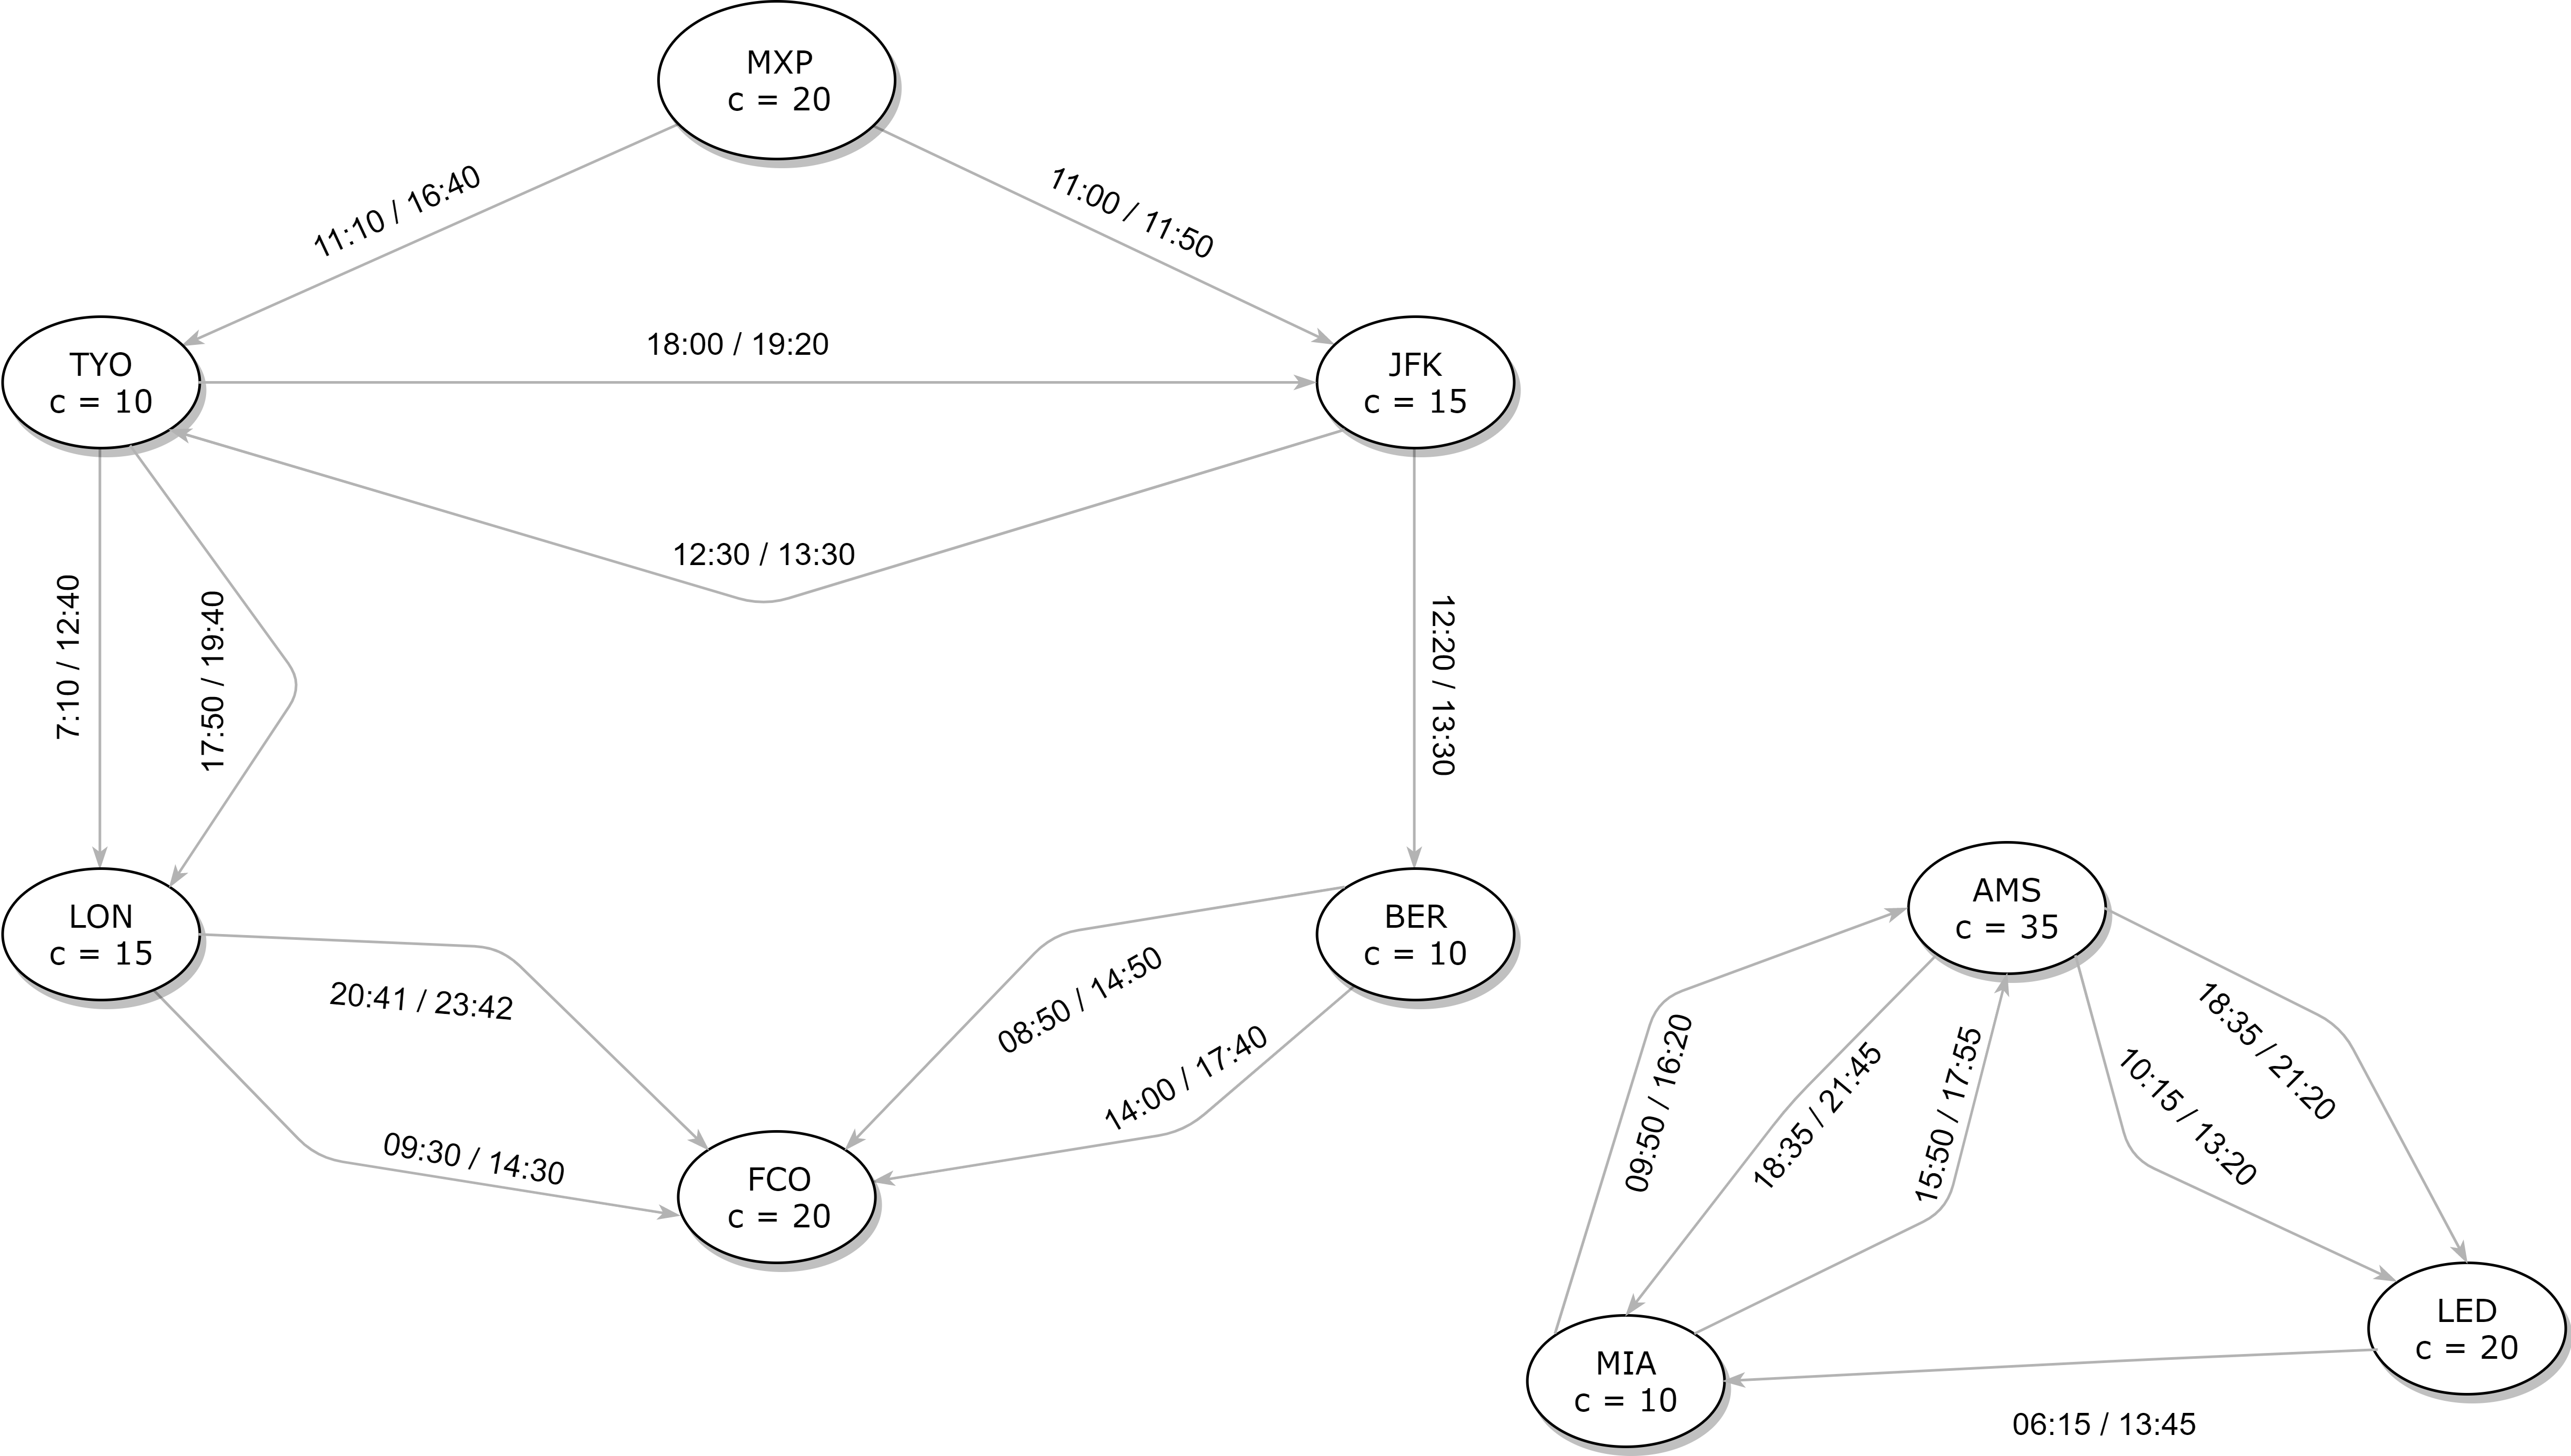 MXP
c = 20
11:10 / 16:40
11:00 / 11:50
18:00 / 19:20
TYO
c = 10
JFK
c = 15
12:30 / 13:30
7:10 / 12:40
17:50 / 19:40
12:20 / 13:30
LON
c = 15
BER
c = 10
AMS
c = 35
20:41 / 23:42
08:50 / 14:50
14:00 / 17:40
09:30 / 14:30
FCO
c = 20
09:50 / 16:20
18:35 / 21:45
15:50 / 17:55
10:15 / 13:20
18:35 / 21:20
MIA
c = 10
LED
c = 20
06:15 / 13:45